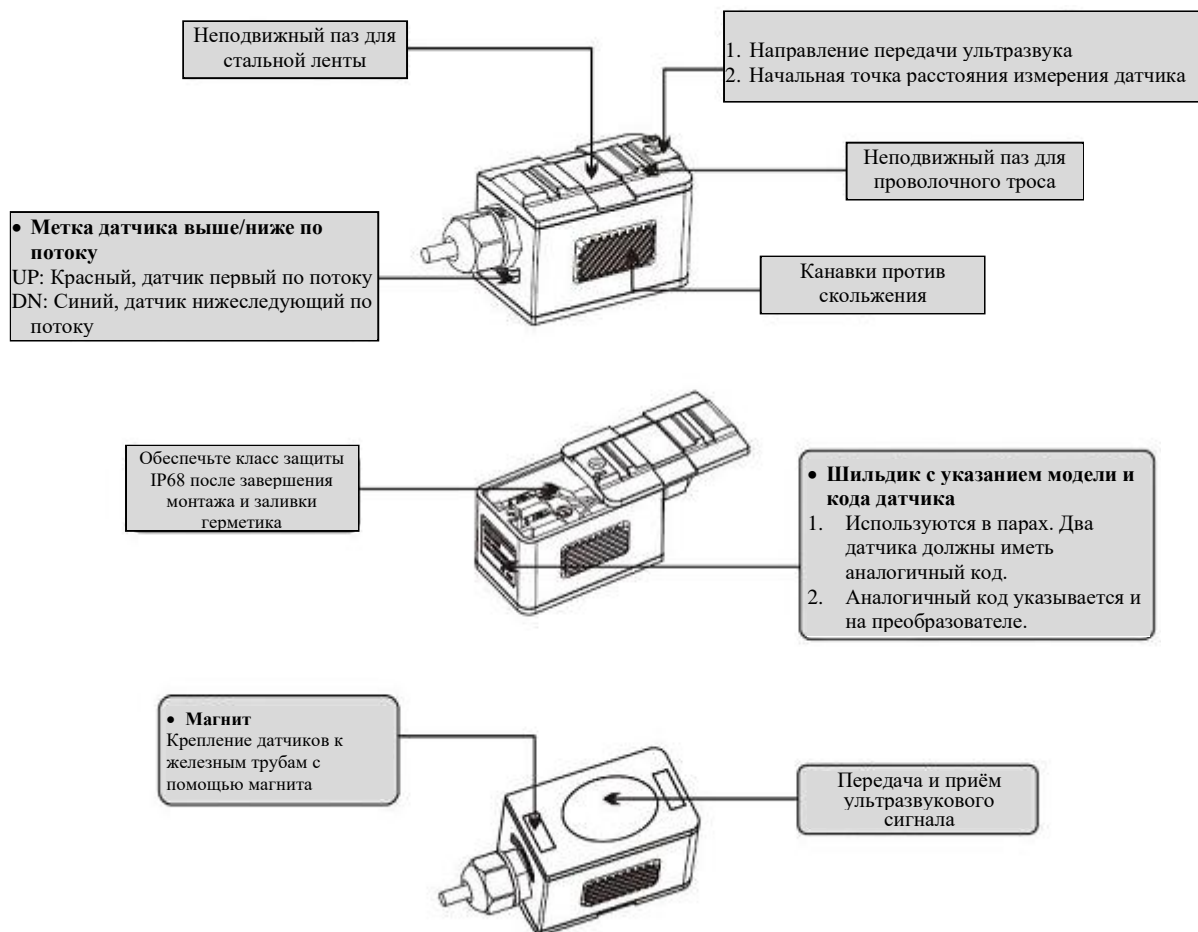 Неподвижный паз для
стальной ленты
1. Направление передачи ультразвука
2. Начальная точка расстояния измерения датчика
Неподвижный паз для
проволочного троса
• Метка датчика выше/ниже по
потоку
UP: Красный, датчик первый по потоку
DN: Синий, датчик нижеследующий по
потоку
Канавки против
скольжения
Обеспечьте класс защиты
IP68 после завершения
монтажа и заливки
герметика
• Шильдик с указанием модели и
кода датчика
1. Используются в парах. Два
датчика должны иметь
аналогичный код.
2. Аналогичный код указывается и
на преобразователе.
• Магнит
Крепление датчиков к
железным трубам с
помощью магнита
Передача и приём
ультразвукового
сигнала